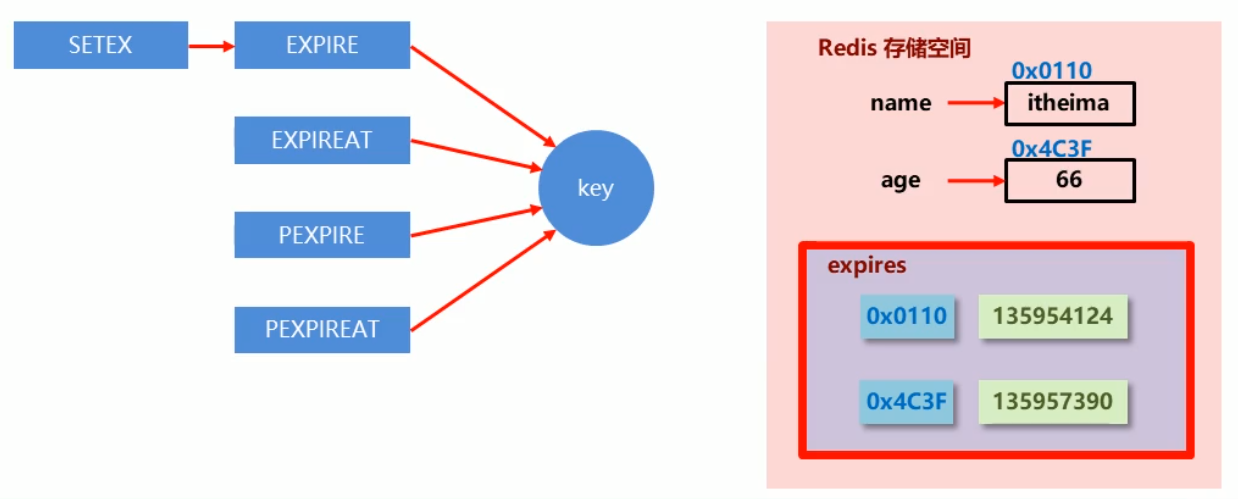 SETEX
EXPIRE
EXPIREAT
PEXPIRE
PEXPIREAT
key
Redis 存储空间
0x0110
name
itheima
0x4C3F
age
66
expires
0x0110
135954124
0x4C3F
135957390